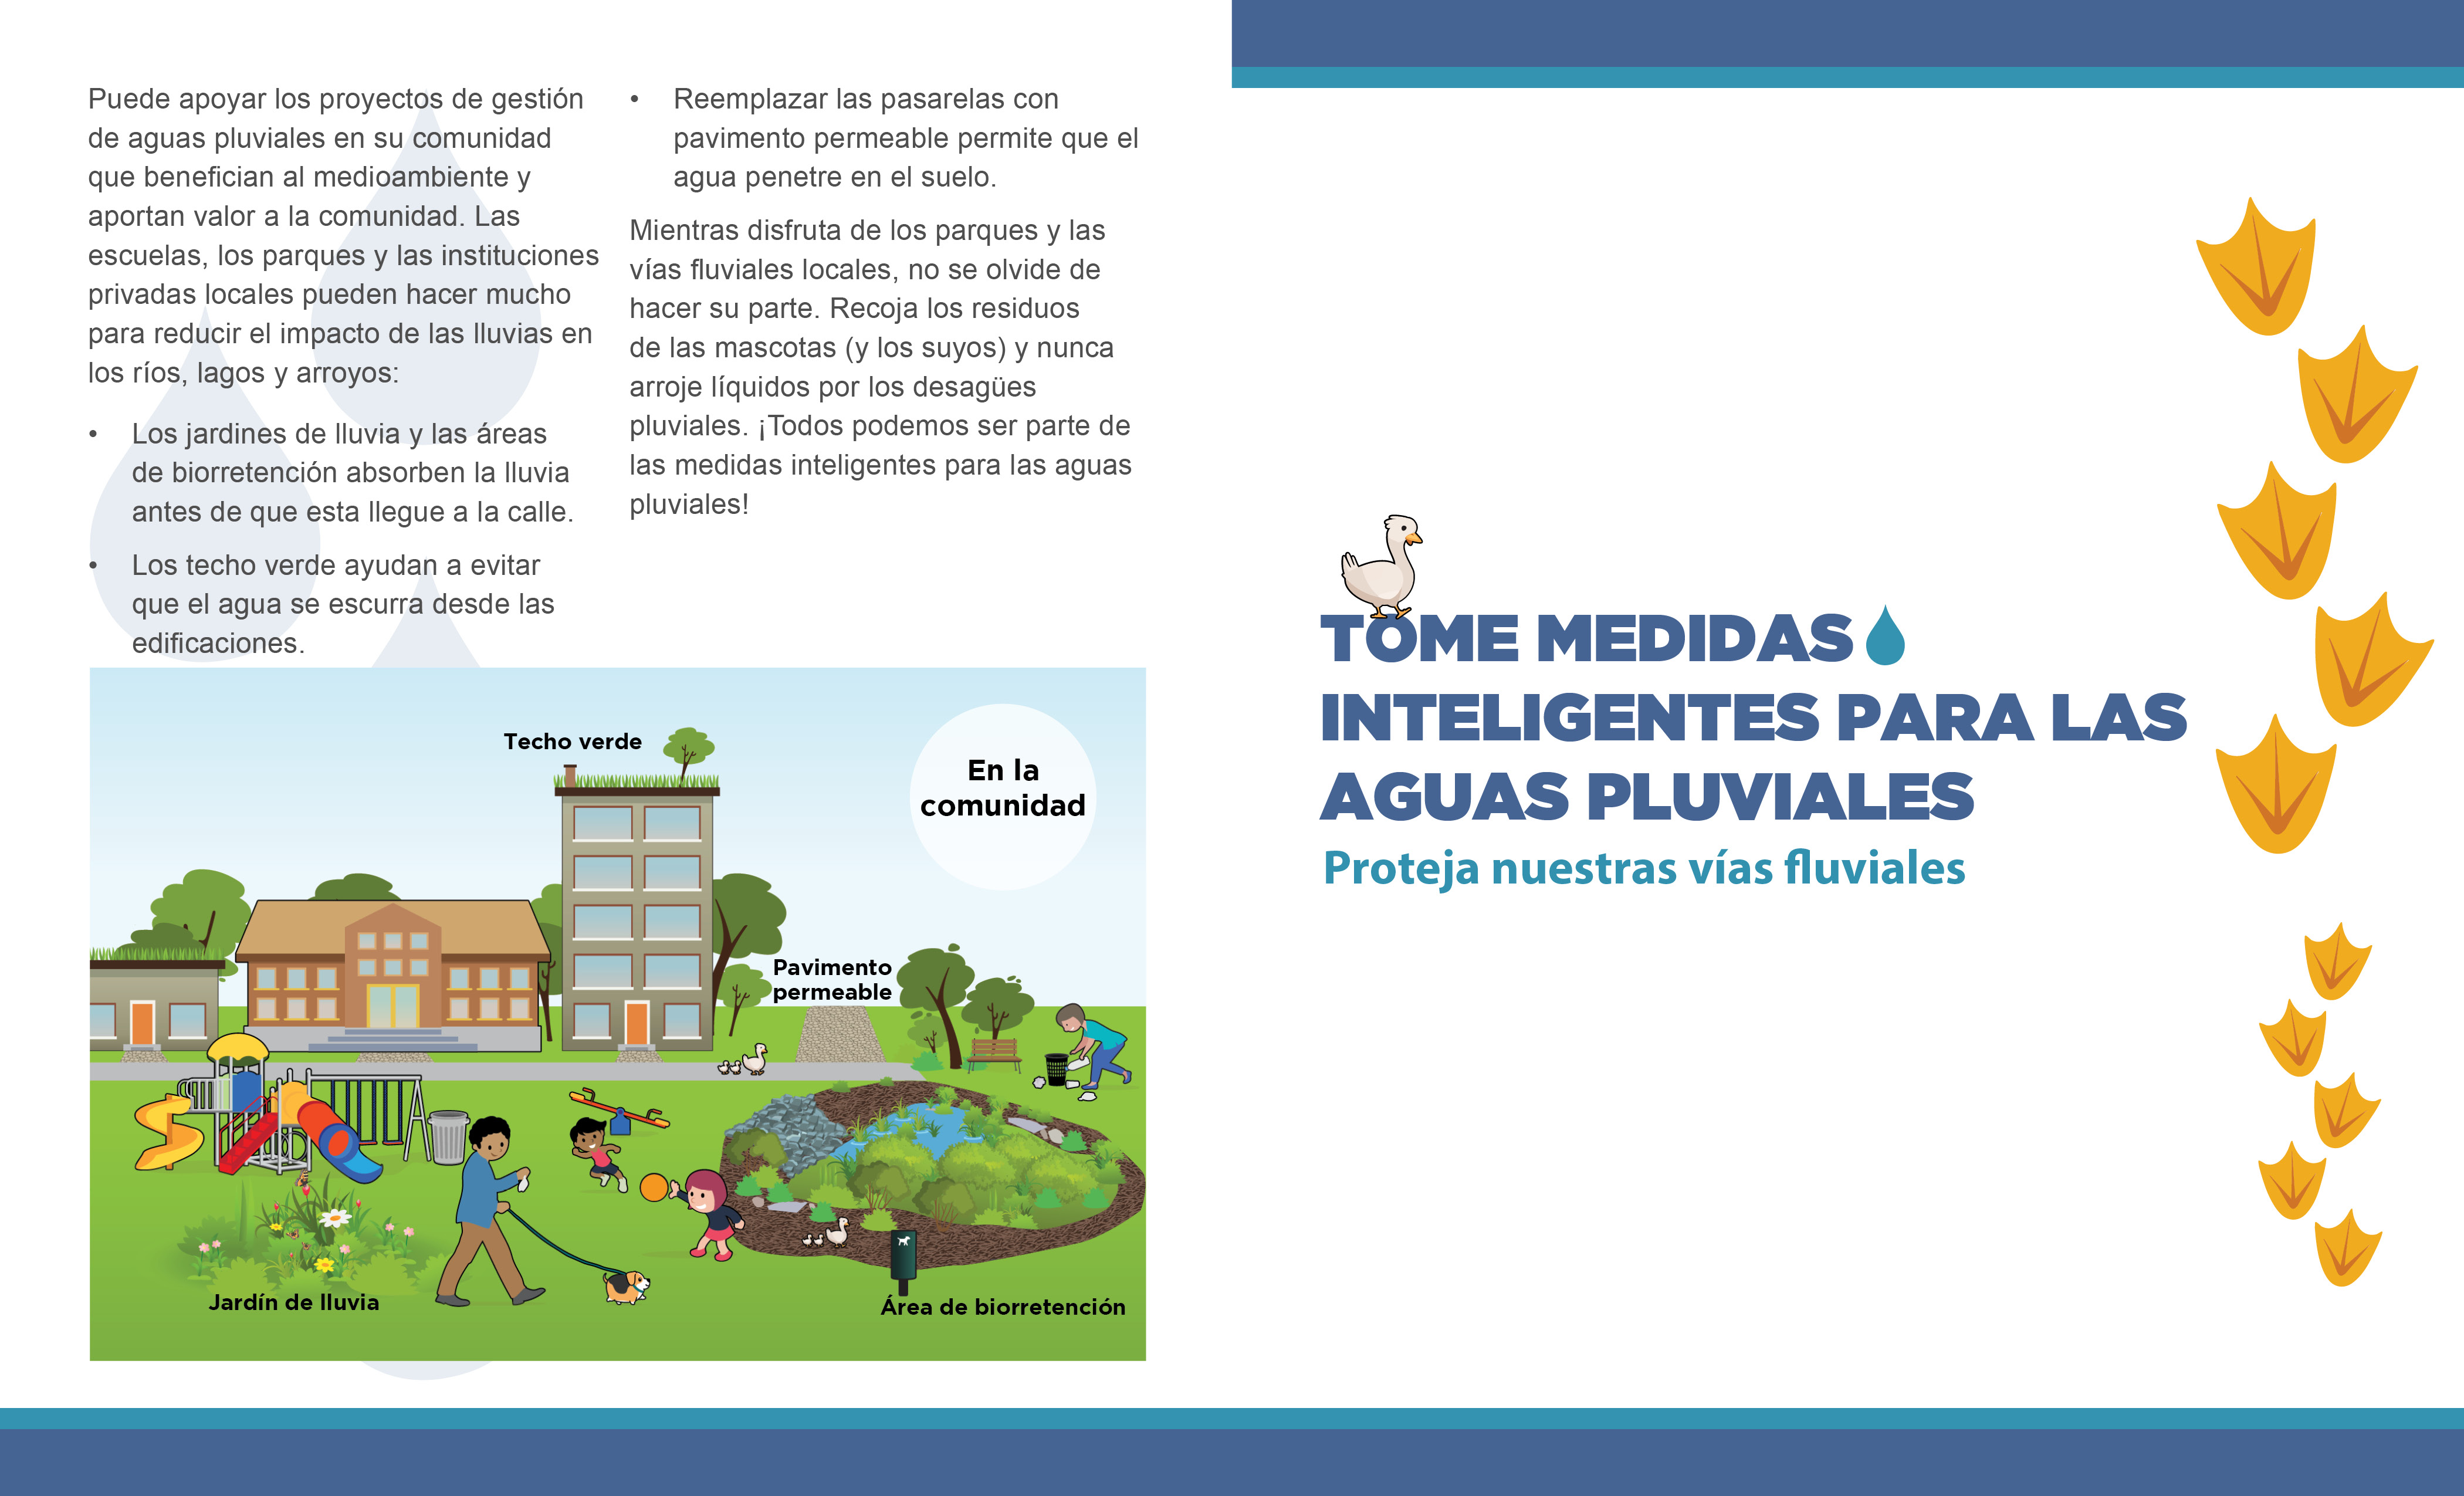 Puede apoyar los proyectos de gestión
de aguas pluviales en su comunidad
que benefician al medioambiente y
aportan valor a la comunidad. Las
escuelas, los parques y las instituciones
privadas locales pueden hacer mucho
para reducir el impacto de las lluvias en
los ríos, lagos y arroyos:
• Los jardines de lluvia y las áreas
de biorretención absorben la lluvia
antes de que esta llegue a la calle.
• Los techo verde ayudan a evitar
que el agua se escurra desde las
edificaciones.
• Reemplazar las pasarelas con
pavimento permeable permite que el
agua penetre en el suelo.
Mientras disfruta de los parques y las
vías fluviales locales, no se olvide de
hacer su parte. Recoja los residuos
de las mascotas (y los suyos) y nunca
arroje líquidos por los desagües
pluviales. ¡Todos podemos ser parte de
las medidas inteligentes para las aguas
pluviales!
Techo verde
En la
comunidad
Pavimento
permeable
Jardín de lluvia
Área de biorretención
TOME MEDIDAS
INTELIGENTES PARA LAS
AGUAS PLUVIALES
Proteja nuestras vías fluviales